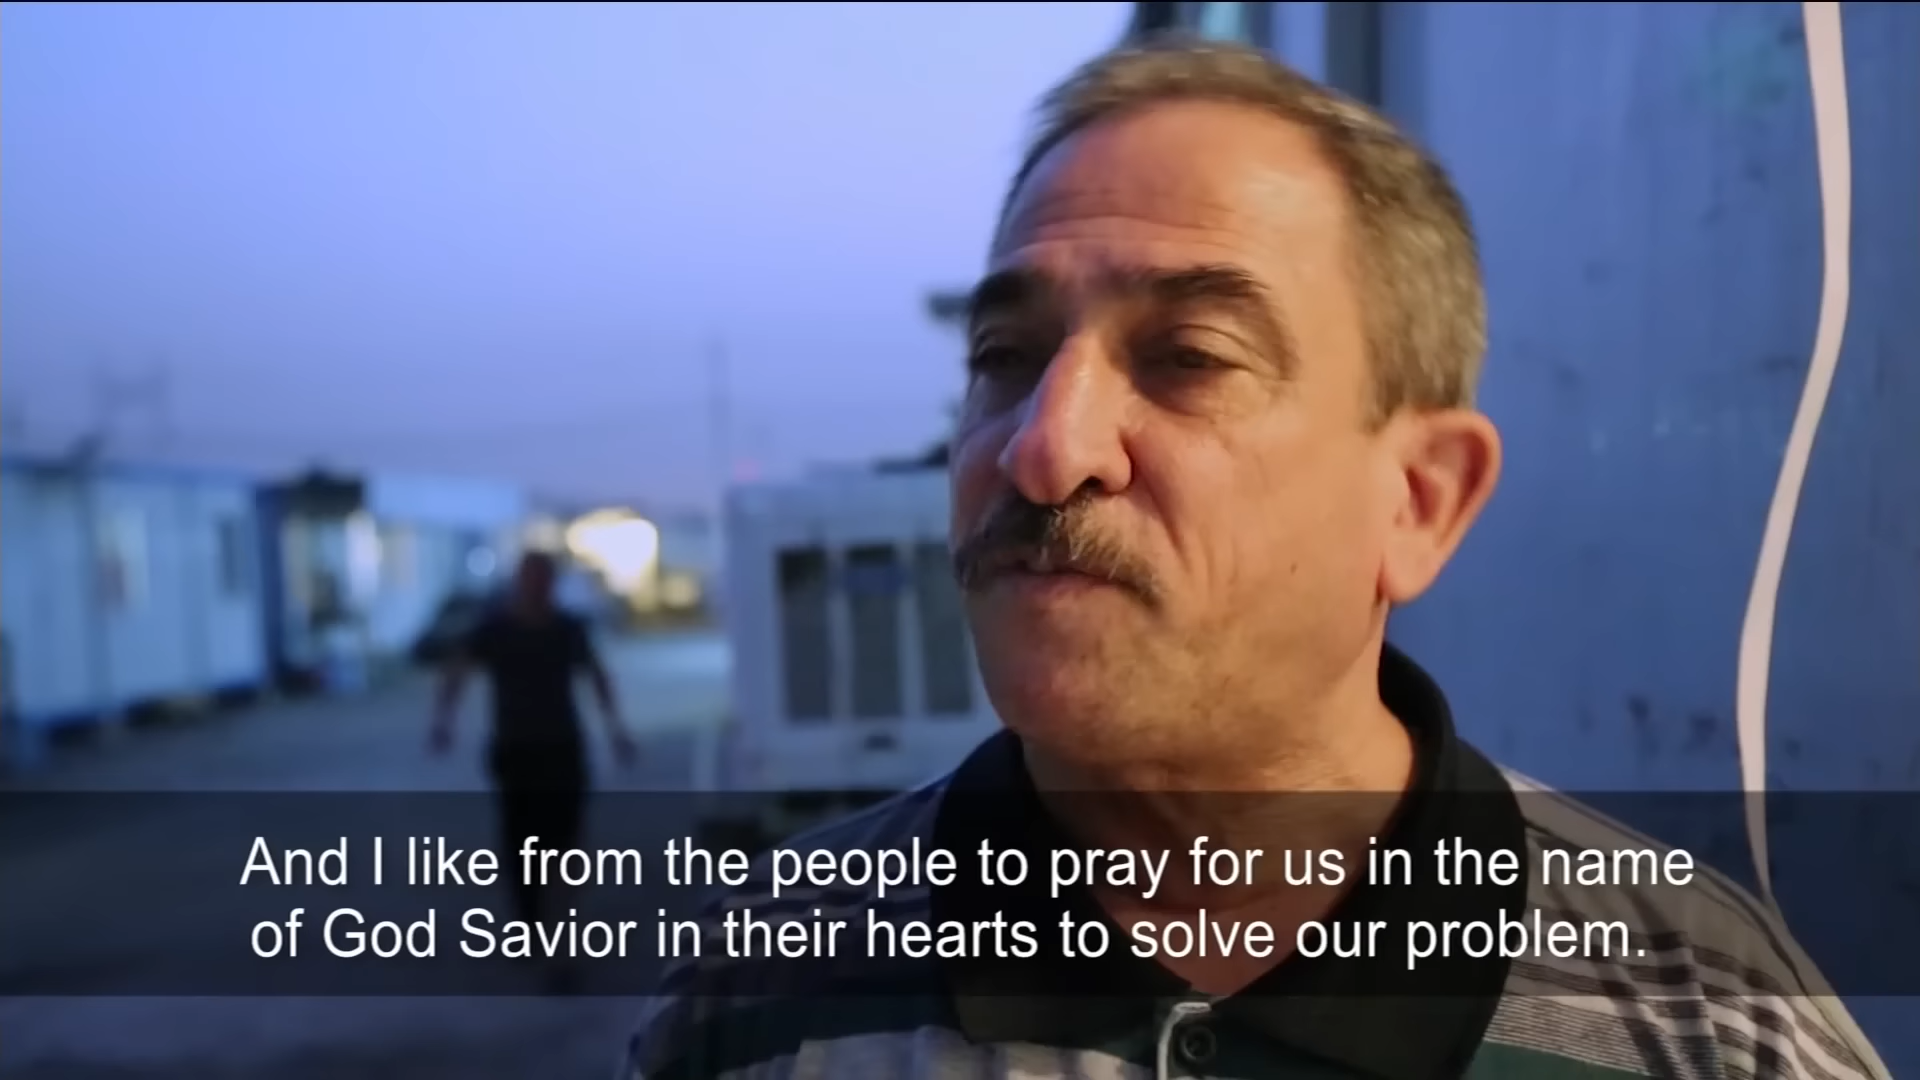 And I like from the people to pray for us in the name
of God Savior in their hearts to solve our problem.